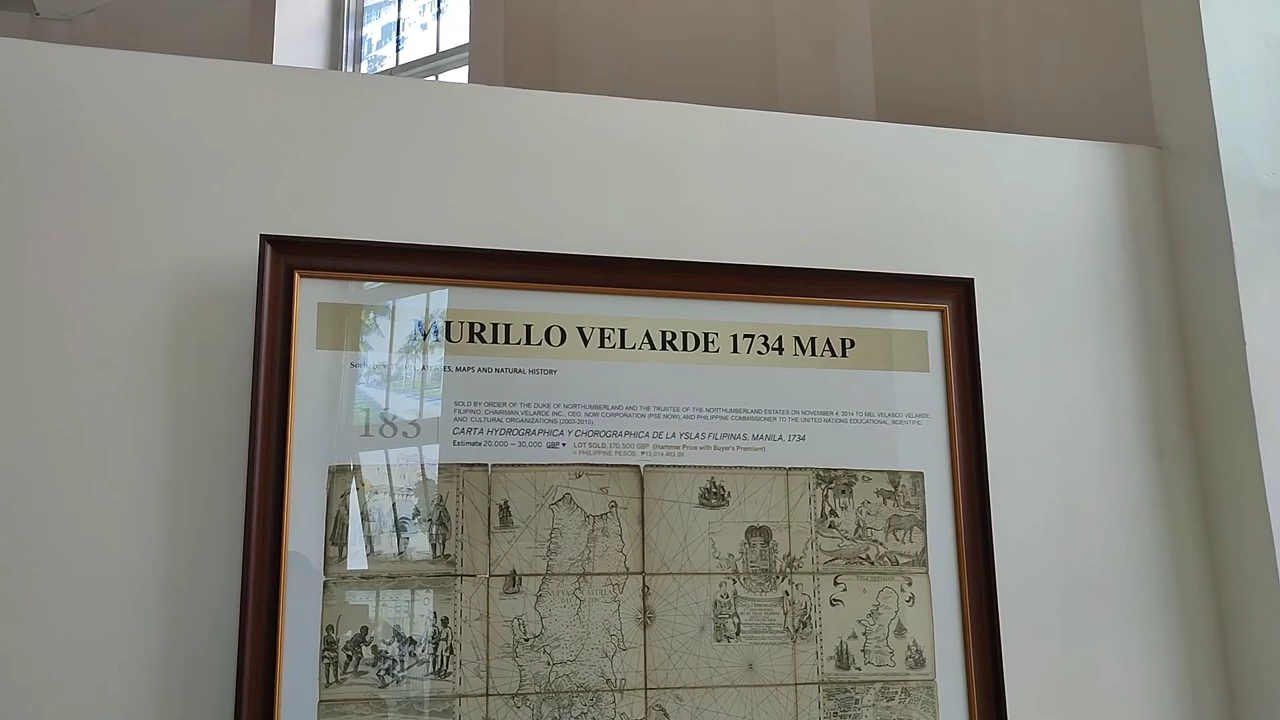 MURILLO VELARDE 1734 MAP
MAPS AND NATURAL HISTORY
183
SOLD BY ORDER OF THE DUKE OF NORTHUMBERLAND AND THE TRUSTEE OF THE NORTHUMBERLAND ESTATES ON NOVEMBER 4, 2014 TO MEL VELASCO VELARDE,
FILIPINO, CHAIRMAN,VELARDE INC., CEO, NOW CORPORATION (PSE:NOW), AND PHILIPPINE COMMISSIONER TO THE UNITED NATIONS EDUCATIONAL, SCIENTIFIC
AND CULTURAL ORGANIZATIONS (2003-2010).
CARTA HYDROGRAPHICA Y CHOROGRAPHICA DE LA YSLAS FILIPINAS, MANILA, 1734
Estimate 20,000 — 30,000 GBP ▼ LOT SOLD. 170,500 GBP (Hammer Price with Buyer's Premium)
= PHILIPPINE PESOS : ₱12,014,463.09